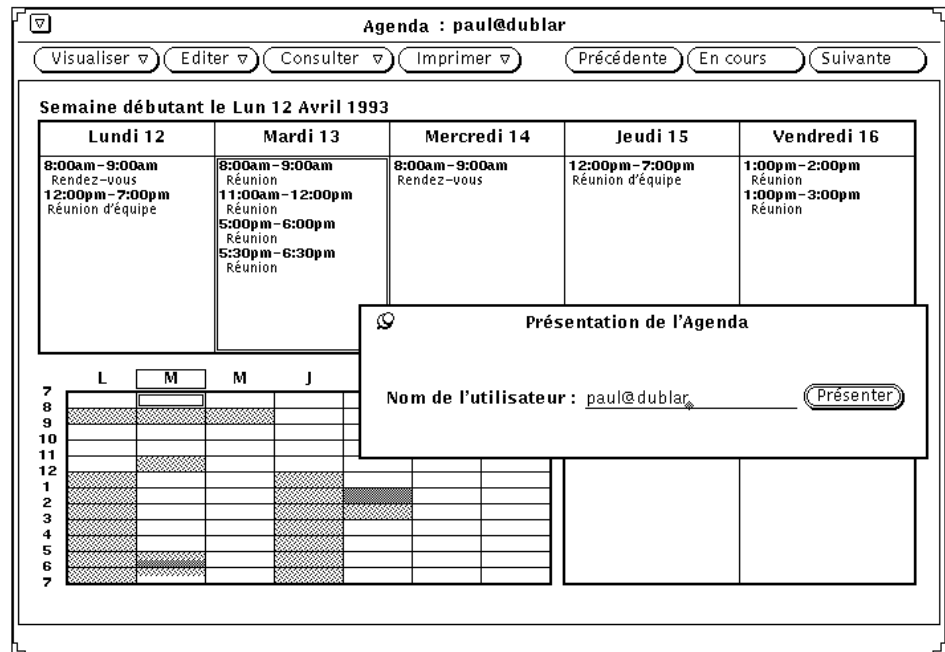 Agenda : paul@dublar
Visualiser Editer Consulter Imprimer Précédente En cours Suivante
Semaine débutant le Lun 12 Avril 1993
Lundi 12 Mardi 13 Mercredi 14 Jeudi 15 Vendredi 16
8:00am-9:00am
Rendez-vous
12:00pm-7:00pm
Réunion d'équipe
8:00am-9:00am
Réunion
11:00am-12:00pm
Réunion
5:00pm-6:00pm
Réunion
5:30pm-6:30pm
Réunion
8:00am-9:00am
Rendez-vous
12:00pm-7:00pm
Réunion d'équipe
1:00pm-2:00pm
Réunion
1:00pm-3:00pm
Réunion
Présentation de l'Agenda
Nom de l'utilisateur : paul@dublar Présenter
L M M J
7
8
9
10
11
12
1
2
3
4
5
6
7